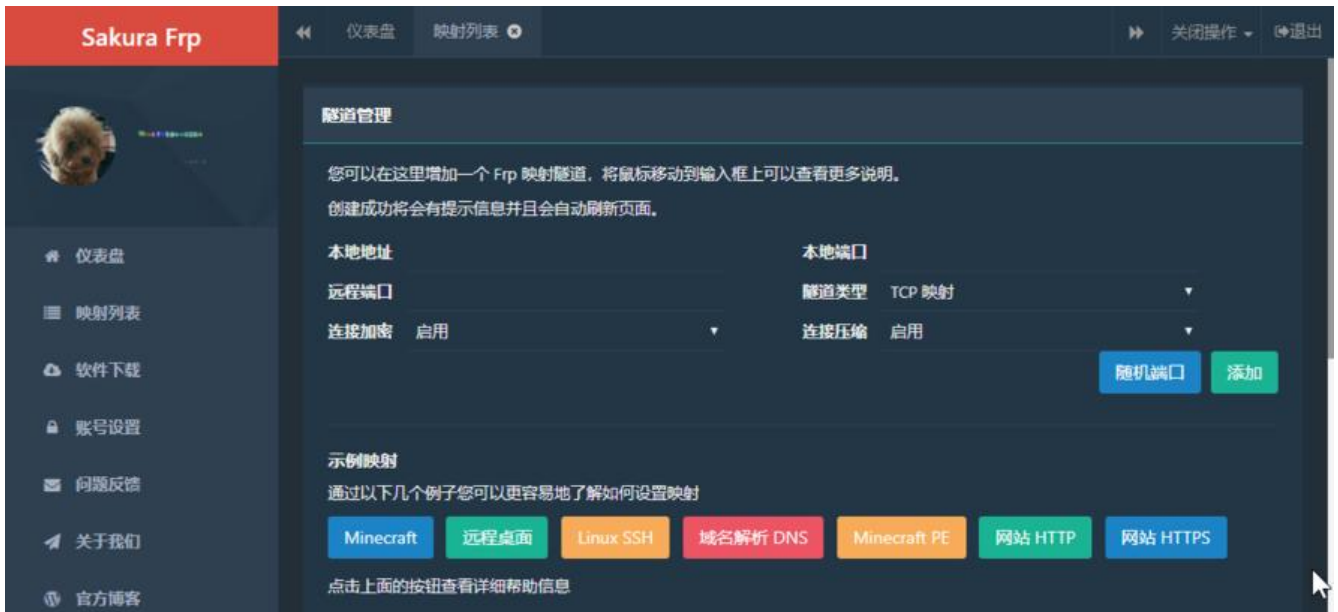 Sakura Frp
仪表盘 映射列表
关闭操作 退出
隧道管理
您可以在这里增加一个 Frp 映射隧道，将鼠标移动到输入框上可以查看更多说明。
创建成功将会有提示信息并且会自动刷新页面。
仪表盘
映射列表
软件下载
账号设置
问题反馈
关于我们
官方博客
本地地址 本地端口
远程端口 隧道类型 TCP 映射
连接加密 启用 连接压缩 启用
随机端口 添加
示例映射
通过以下几个例子您可以更容易地了解如何设置映射
Minecraft 远程桌面 Linux SSH 域名解析 DNS Minecraft PE 网站 HTTP 网站 HTTPS
点击上面的按钮查看详细帮助信息